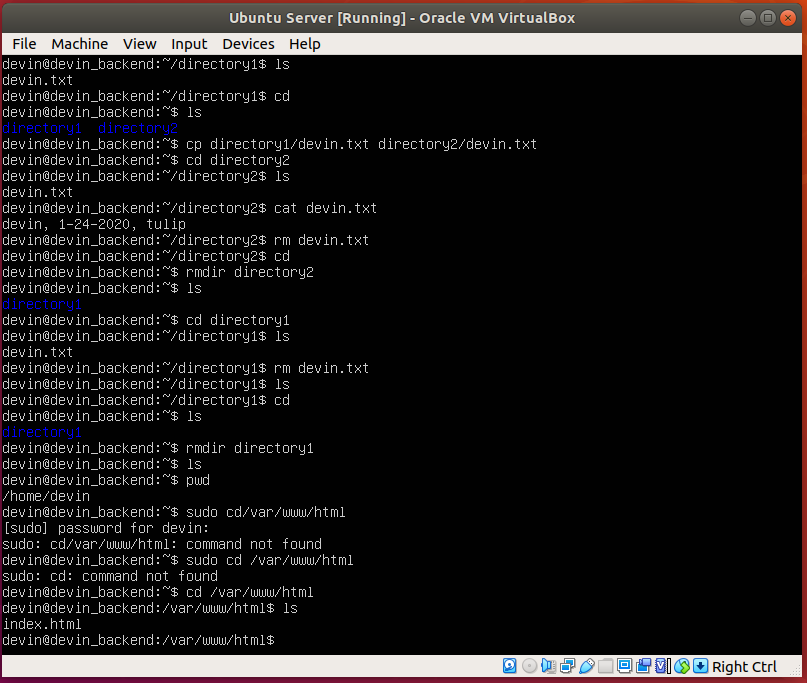 Ubuntu Server [Running] - Oracle VM VirtualBox
File Machine View Input Devices Help
devin@devin_backend:~/directory1$ ls
devin.txt
devin@devin_backend:~/directory1$ cd
devin@devin_backend:~$ ls
directory1  directory2
devin@devin_backend:~$ cp directory1/devin.txt directory2/devin.txt
devin@devin_backend:~$ cd directory2
devin@devin_backend:~/directory2$ ls
devin.txt
devin@devin_backend:~/directory2$ cat devin.txt
devin, 1-24-2020, tulip
devin@devin_backend:~/directory2$ rm devin.txt
devin@devin_backend:~/directory2$ cd
devin@devin_backend:~$ rmdir directory2
devin@devin_backend:~$ ls
directory1
devin@devin_backend:~$ cd directory1
devin@devin_backend:~/directory1$ ls
devin.txt
devin@devin_backend:~/directory1$ rm devin.txt
devin@devin_backend:~/directory1$ ls
devin@devin_backend:~/directory1$ cd
devin@devin_backend:~$ ls
directory1
devin@devin_backend:~$ rmdir directory1
devin@devin_backend:~$ ls
devin@devin_backend:~$ pwd
/home/devin
devin@devin_backend:~$ sudo cd/var/www/html
[sudo] password for devin:
sudo: cd/var/www/html: command not found
devin@devin_backend:~$ sudo cd /var/www/html
sudo: cd: command not found
devin@devin_backend:~$ cd /var/www/html
devin@devin_backend:/var/www/html$ ls
index.html
devin@devin_backend:/var/www/html$
Right Ctrl